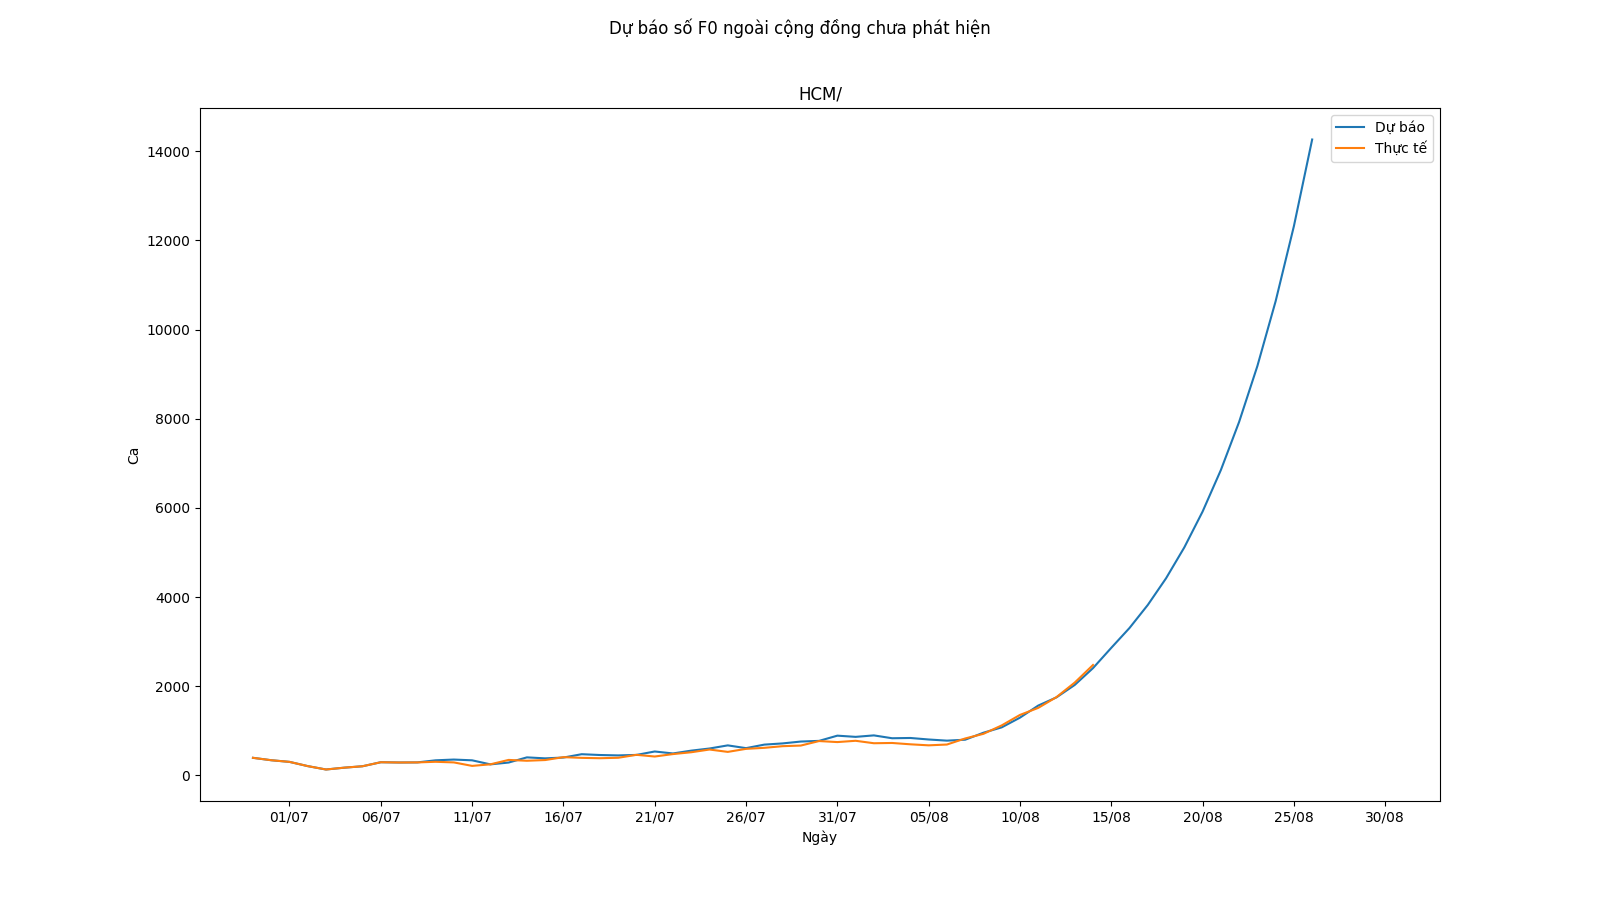 Dự báo số F0 ngoài cộng đồng chưa phát hiện
HCM/
Dự báo
Thực tế
14000
12000
10000
8000
6000
4000
2000
0
Ca
01/07 06/07 11/07 16/07 21/07 26/07 31/07 05/08 10/08 15/08 20/08 25/08 30/08
Ngày